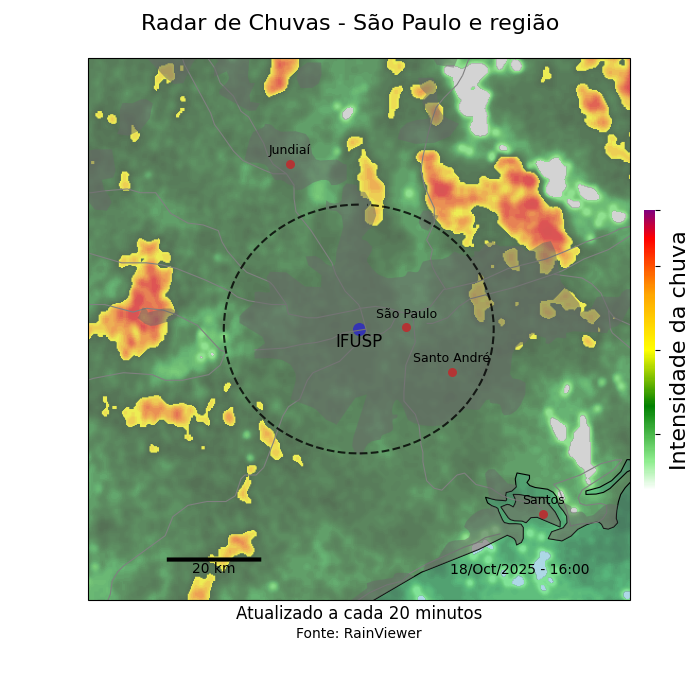 Radar de Chuvas - São Paulo e região
Jundiaí
São Paulo
IFUSP
Santo André
Santos
20 km
18/Oct/2025 - 16:00
Intensidade da chuva
Atualizado a cada 20 minutos
Fonte: RainViewer